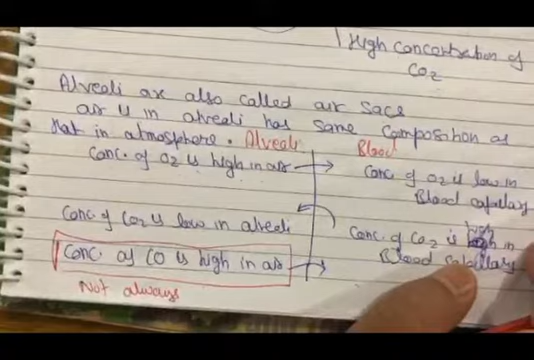 High concentration of
CO2
Alveoli are also called air sacs
air is in alveoli has same composition as
that in atmosphere. Alveoli
Blood
Conc. of O2 is high in air
Conc of O2 is low in
Blood capillary
Conc of CO2 is low in alveoli
Conc. of CO2 is high in
Blood capillary
Conc. of CO is high in air
Not always